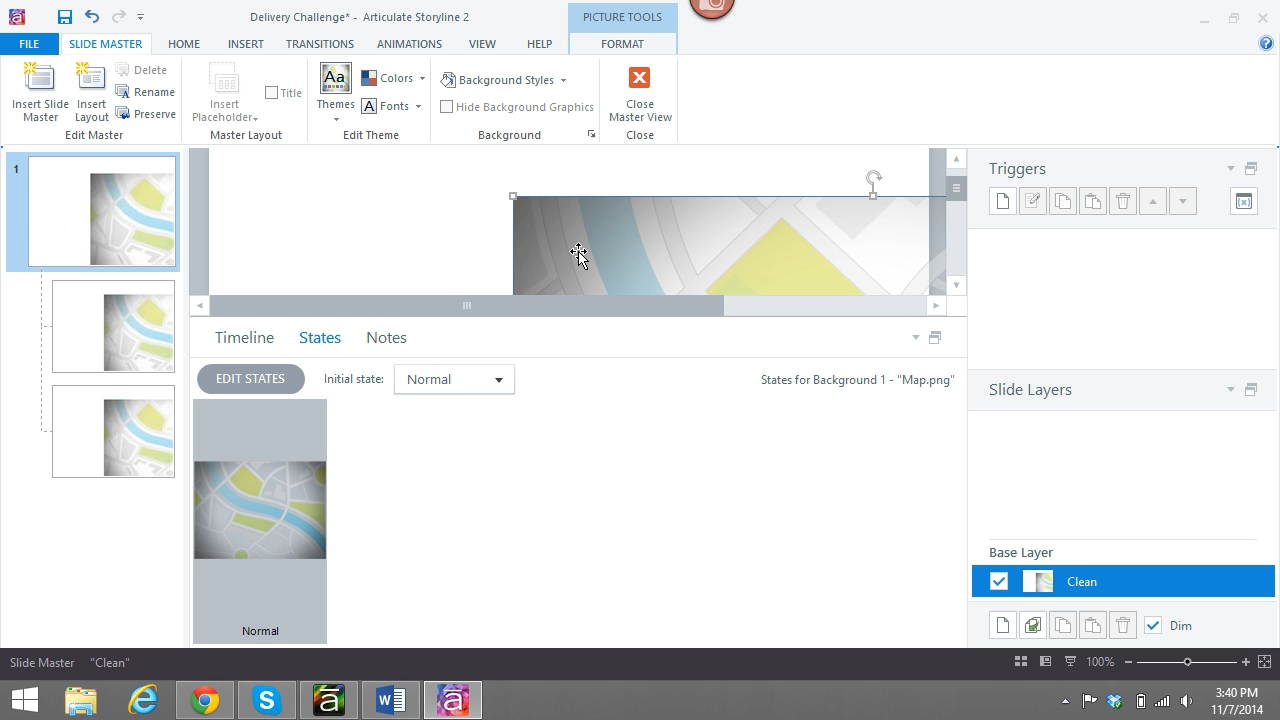 Delivery Challenge* - Articulate Storyline 2
PICTURE TOOLS
FILE
SLIDE MASTER
HOME
INSERT
TRANSITIONS
ANIMATIONS
VIEW
HELP
FORMAT
Insert Slide
Master
Insert
Layout
Delete
Rename
Preserve
Edit Master
Insert
Placeholder
Title
Master Layout
Aa
Themes
Colors
A Fonts
Edit Theme
Background Styles
Hide Background Graphics
Background
Close
Master View
Close
1
Triggers
(x)
Timeline
States
Notes
EDIT STATES
Initial state:
Normal
States for Background 1 - "Map.png"
Normal
Slide Layers
Base Layer
Clean
Dim
Slide Master "Clean"
100%
3:40 PM
11/7/2014